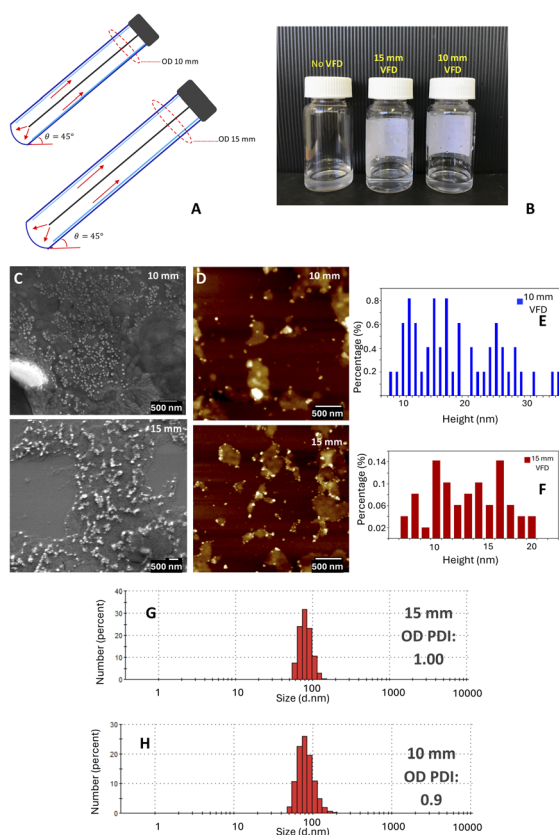 OD 10 mm
θ = 45°
OD 15 mm
θ = 45°
A
No VFD
15 mm
VFD
10 mm
VFD
B
C
10 mm
500 nm
15 mm
500 nm
D
10 mm
500 nm
15 mm
500 nm
Percentage (%)
0.8
0.6
0.4
0.2
10 mm
VFD
E
10
20
30
Height (nm)
Percentage (%)
0.14
0.10
0.06
0.02
15 mm
VFD
F
10
15
20
Height (nm)
G
Number (percent)
40
30
20
10
0
1
10
100
1000
10000
Size (d.nm)
15 mm
OD PDI:
1.00
H
Number (percent)
30
20
10
0
1
10
100
1000
10000
Size (d.nm)
10 mm
OD PDI:
0.9